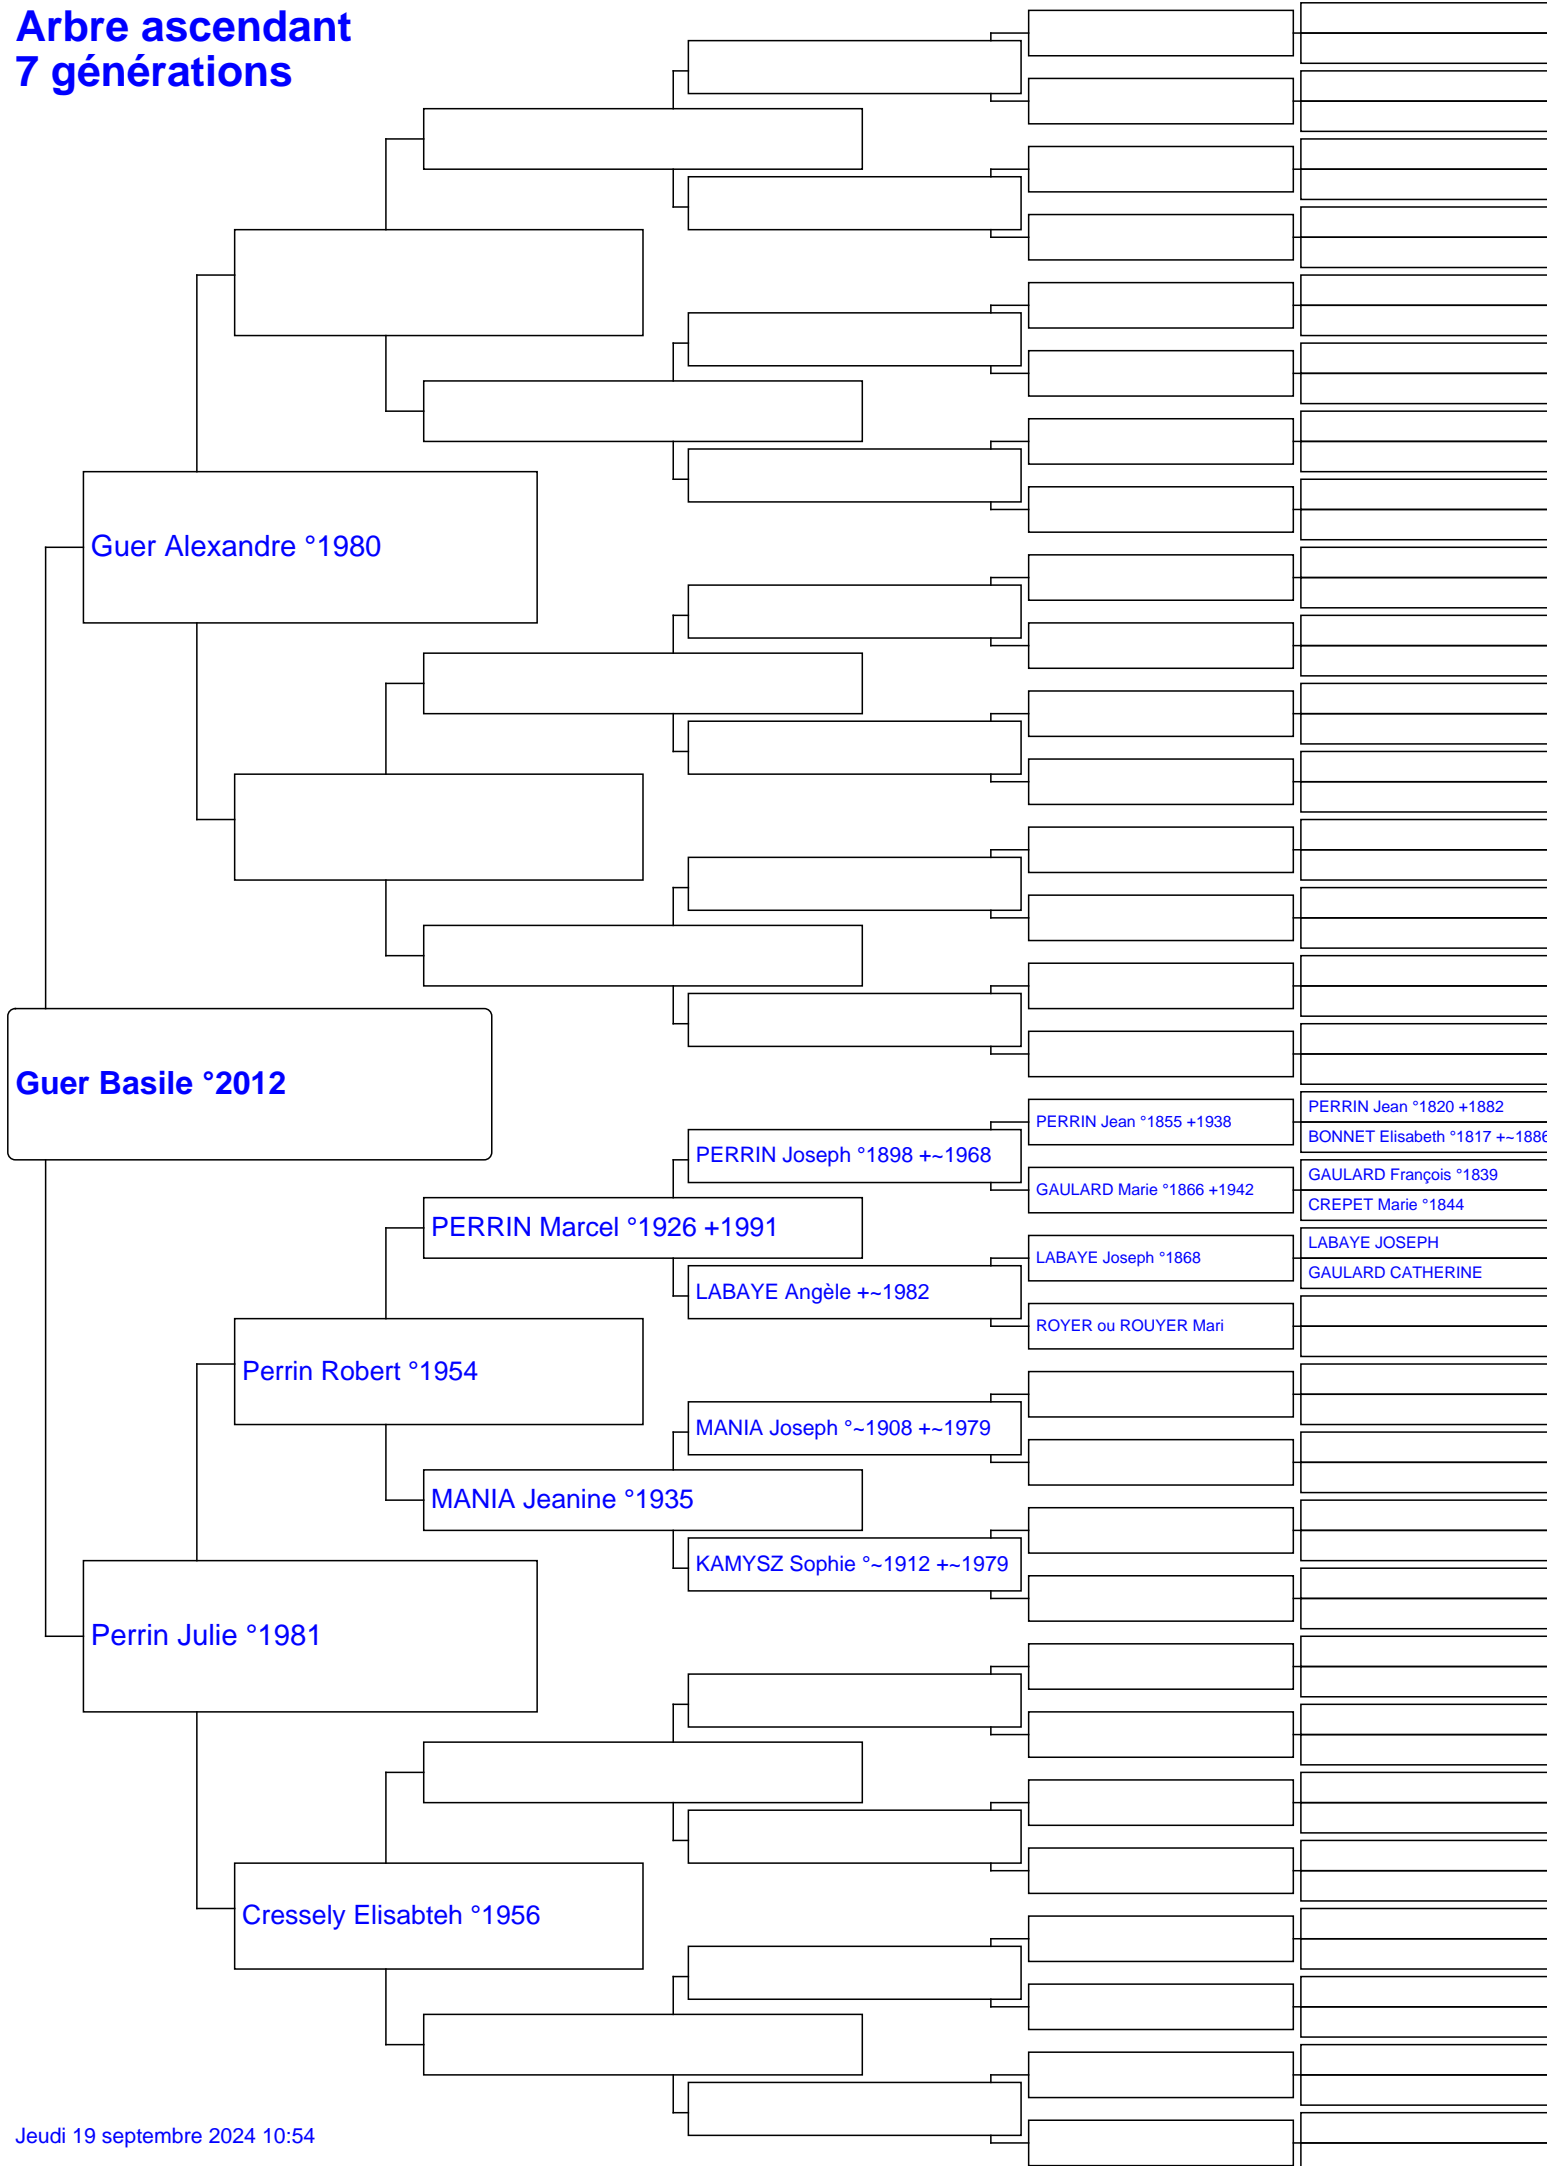 Arbre ascendant
7 générations
Guer Alexandre °1980
Guer Basile °2012
PERRIN Jean °1820 +1882
PERRIN Jean °1855 +1938
BONNET Elisabeth °1817 +~1886
PERRIN Joseph °1898 +~1968
GAULARD François °1839
GAULARD Marie °1866 +1942
CREPET Marie °1844
PERRIN Marcel °1926 +1991
LABAYE JOSEPH
LABAYE Joseph °1868
GAULARD CATHERINE
LABAYE Angèle +~1982
ROYER ou ROUYER Mari
Perrin Robert °1954
MANIA Joseph °~1908 +~1979
MANIA Jeanine °1935
KAMYSZ Sophie °~1912 +~1979
Perrin Julie °1981
Cressely Elisabteh °1956
Jeudi 19 septembre 2024 10:54